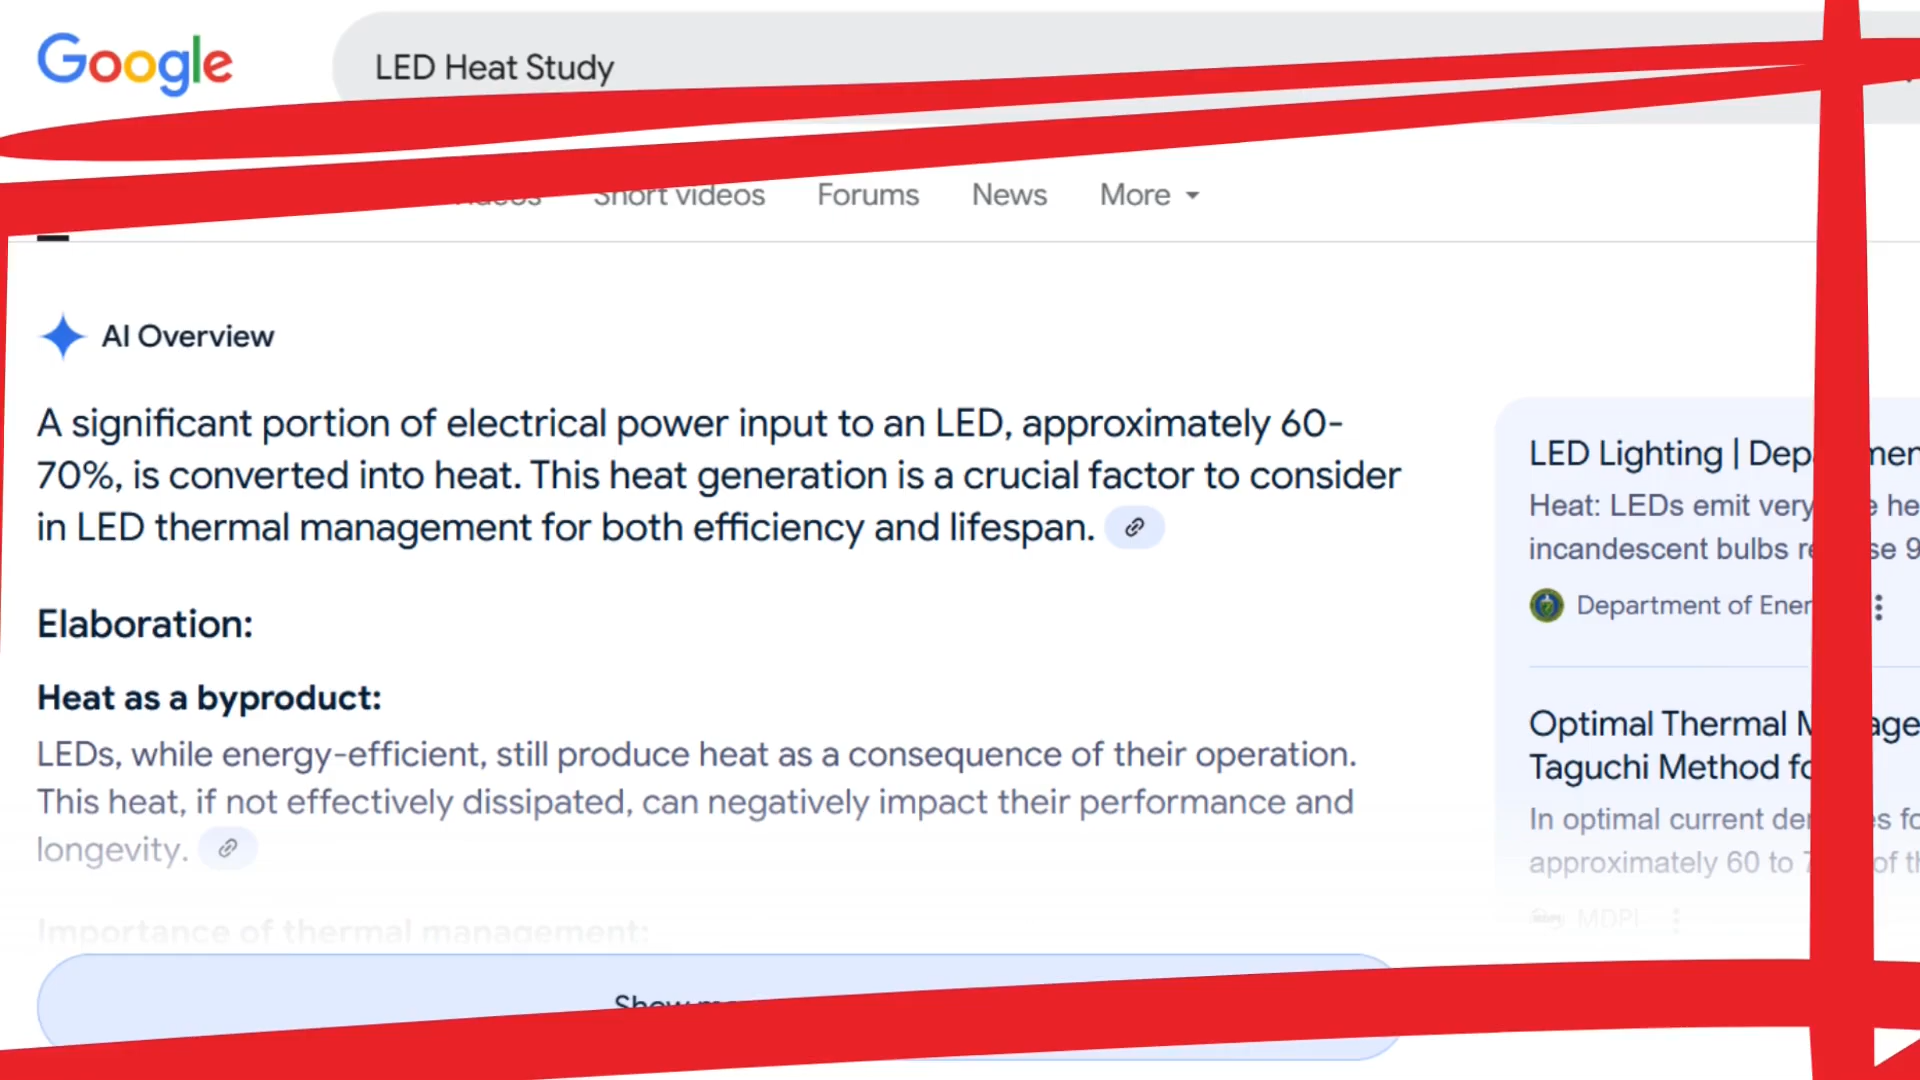 Google
LED Heat Study
Short videos
Forums
News
More
AI Overview
A significant portion of electrical power input to an LED, approximately 60-
70%, is converted into heat. This heat generation is a crucial factor to consider
in LED thermal management for both efficiency and lifespan.
Elaboration:
Heat as a byproduct:
LEDs, while energy-efficient, still produce heat as a consequence of their operation.
This heat, if not effectively dissipated, can negatively impact their performance and
longevity.
Importance of thermal management:
Show
LED Lighting |
Heat: LEDs emit very
incandescent bulbs
Department of
Optimal Thermal
Taguchi Method
In optimal current
approximately 60 to
MDPI